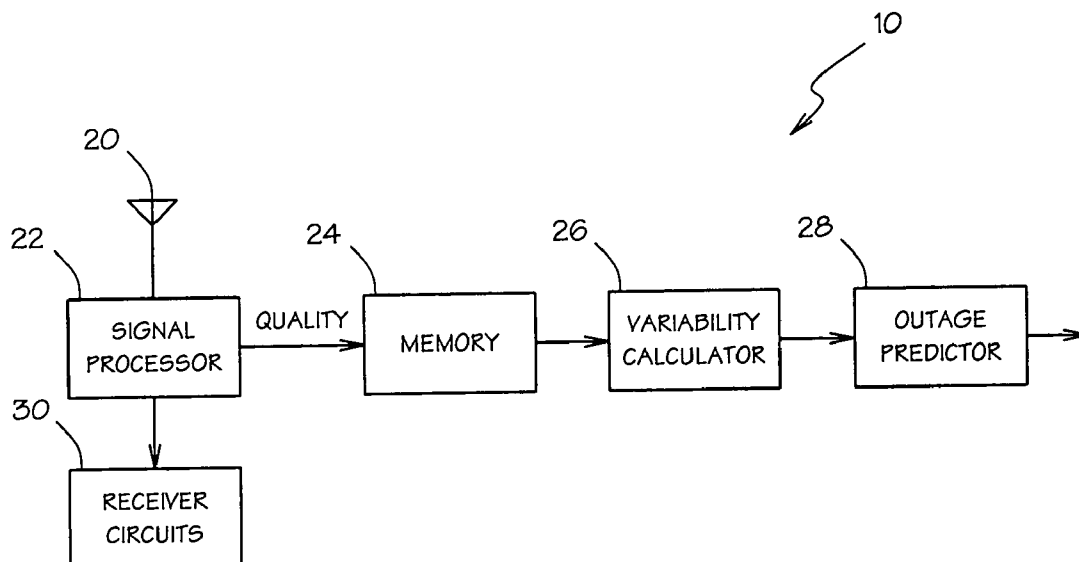 10
20
22
24
26
28
SIGNAL
PROCESSOR
QUALITY
MEMORY
VARIABILITY
CALCULATOR
OUTAGE
PREDICTOR
30
RECEIVER
CIRCUITS